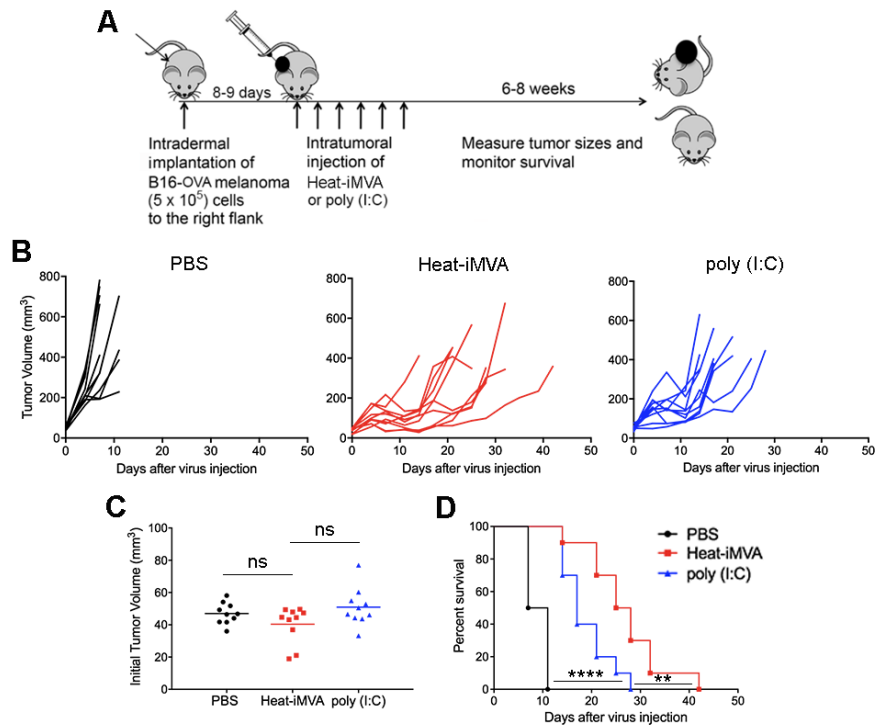 A
8-9 days
6-8 weeks
Intradermal
implantation of
B16-OVA melanoma
(5 x 10⁵) cells
to the right flank
Intratumoral
injection of
Heat-iMVA
or poly (I:C)
Measure tumor sizes and
monitor survival
B
PBS
Heat-iMVA
poly (I:C)
Tumor Volume (mm³)
800
600
400
200
0
0 10 20 30 40 50
Days after virus injection
800
600
400
200
0
0 10 20 30 40 50
Days after virus injection
800
600
400
200
0
0 10 20 30 40 50
Days after virus injection
C
Initial Tumor Volume (mm³)
100
80
60
40
20
0
ns
ns
PBS Heat-iMVA poly (I:C)
D
Percent survival
100
80
60
40
20
0
PBS
Heat-iMVA
poly (I:C)
**** **
0 10 20 30 40 50
Days after virus injection